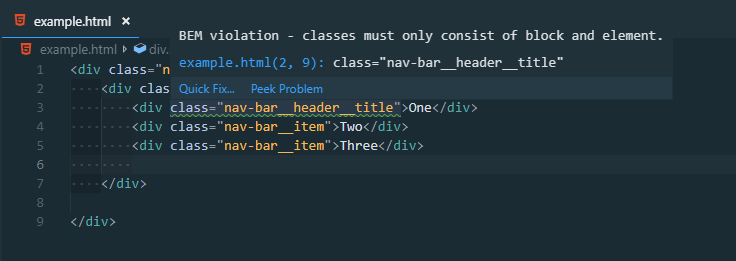 example.html ×
example.html > div.
BEM violation - classes must only consist of block and element.
example.html(2, 9): class="nav-bar__header__title"
Quick Fix... Peek Problem
1 <div class="n
2 ····<div clas
3 ········<div class="nav-bar__header__title">One</div>
4 ········<div class="nav-bar__item">Two</div>
5 ········<div class="nav-bar__item">Three</div>
6 ········
7 ····</div>
8
9 </div>